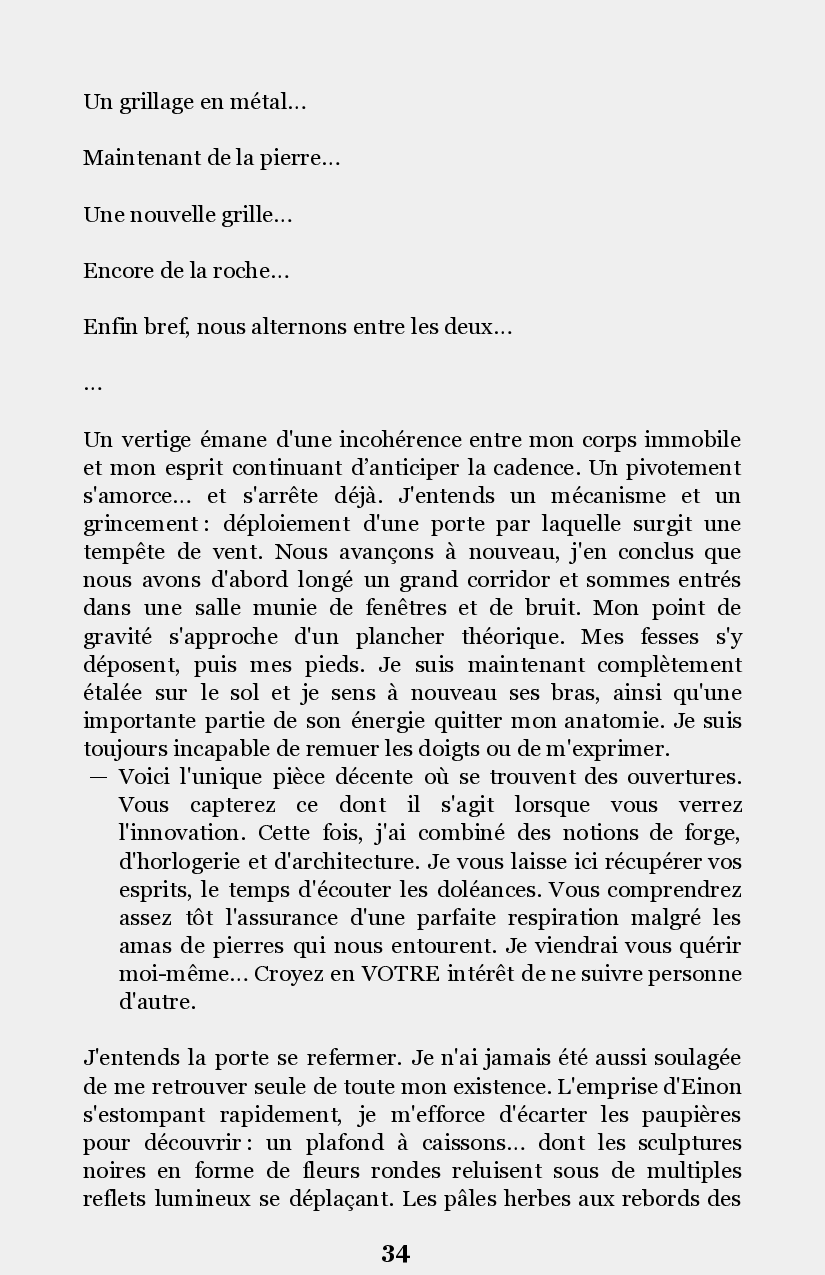 Un grillage en métal...
Maintenant de la pierre...
Une nouvelle grille...
Encore de la roche...
Enfin bref, nous alternons entre les deux...
...
Un vertige émane d'une incohérence entre mon corps immobile
et mon esprit continuant d’anticiper la cadence. Un pivotement
s'amorce... et s'arrête déjà. J'entends un mécanisme et un
grincement : déploiement d'une porte par laquelle surgit une
tempête de vent. Nous avançons à nouveau, j'en conclus que
nous avons d'abord longé un grand corridor et sommes entrés
dans une salle munie de fenêtres et de bruit. Mon point de
gravité s'approche d'un plancher théorique. Mes fesses s'y
déposent, puis mes pieds. Je suis maintenant complètement
étalée sur le sol et je sens à nouveau ses bras, ainsi qu'une
importante partie de son énergie quitter mon anatomie. Je suis
toujours incapable de remuer les doigts ou de m'exprimer.
— Voici l'unique pièce décente où se trouvent des ouvertures.
Vous capterez ce dont il s'agit lorsque vous verrez
l'innovation. Cette fois, j'ai combiné des notions de forge,
d'horlogerie et d'architecture. Je vous laisse ici récupérer vos
esprits, le temps d'écouter les doléances. Vous comprendrez
assez tôt l'assurance d'une parfaite respiration malgré les
amas de pierres qui nous entourent. Je viendrai vous quérir
moi-même... Croyez en VOTRE intérêt de ne suivre personne
d'autre.
J'entends la porte se refermer. Je n'ai jamais été aussi soulagée
de me retrouver seule de toute mon existence. L'emprise d'Einon
s'estompant rapidement, je m'efforce d'écarter les paupières
pour découvrir : un plafond à caissons... dont les sculptures
noires en forme de fleurs rondes reluisent sous de multiples
reflets lumineux se déplaçant. Les pâles herbes aux rebords des
34